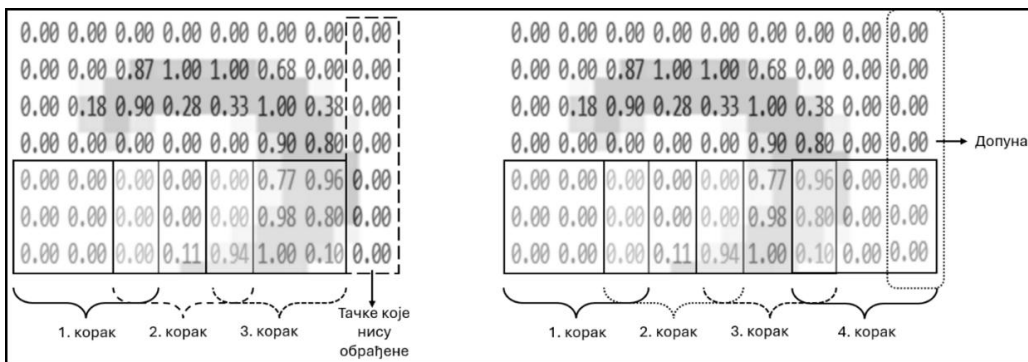 0.00 0.00 0.00 0.00 0.00 0.00 0.00 0.00
0.00 0.00 0.87 1.00 1.00 0.68 0.00 0.00
0.00 0.18 0.90 0.28 0.33 1.00 0.38 0.00
0.00 0.00 0.00 0.00 0.00 0.90 0.80 0.00
0.00 0.00 0.00 0.00 0.00 0.77 0.96 0.00
0.00 0.00 0.00 0.00 0.00 0.98 0.80 0.00
0.00 0.00 0.00 0.11 0.94 1.00 0.10 0.00
1. корак
2. корак
3. корак
Тачке које
нису
обрађене
0.00 0.00 0.00 0.00 0.00 0.00 0.00 0.00 0.00
0.00 0.00 0.87 1.00 1.00 0.68 0.00 0.00 0.00
0.00 0.18 0.90 0.28 0.33 1.00 0.38 0.00 0.00
0.00 0.00 0.00 0.00 0.00 0.90 0.80 0.00 0.00
0.00 0.00 0.00 0.00 0.00 0.77 0.96 0.00 0.00
0.00 0.00 0.00 0.00 0.00 0.98 0.80 0.00 0.00
0.00 0.00 0.00 0.11 0.94 1.00 0.10 0.00 0.00
Допуна
1. корак
2. корак
3. корак
4. корак